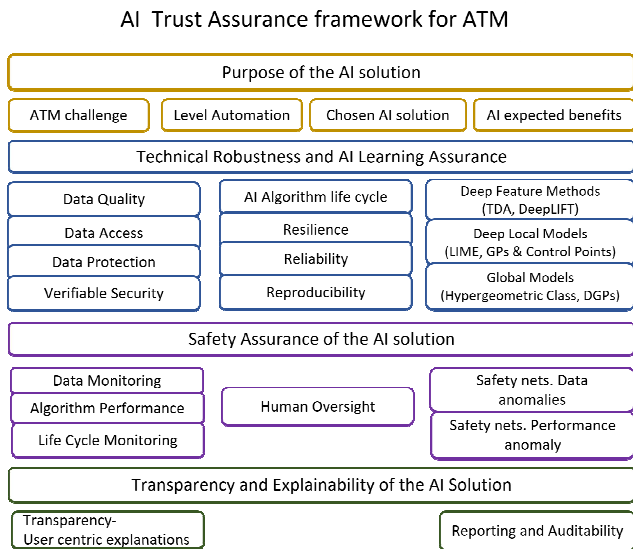 AI Trust Assurance framework for ATM
Purpose of the AI solution
ATM challenge
Level Automation
Chosen AI solution
AI expected benefits
Technical Robustness and AI Learning Assurance
Data Quality
Data Access
Data Protection
Verifiable Security
AI Algorithm life cycle
Resilience
Reliability
Reproducibility
Deep Feature Methods
(TDA, DeepLIFT)
Deep Local Models
(LIME, GPs & Control Points)
Global Models
(Hypergeometric Class, DGPs)
Safety Assurance of the AI solution
Data Monitoring
Algorithm Performance
Life Cycle Monitoring
Human Oversight
Safety nets. Data
anomalies
Safety nets. Performance
anomaly
Transparency and Explainability of the AI Solution
Transparency-
User centric explanations
Reporting and Auditability